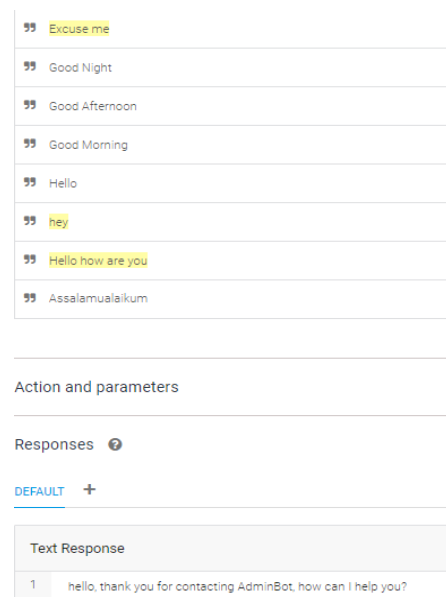 Excuse me
Good Night
Good Afternoon
Good Morning
Hello
hey
Hello how are you
Assalamualaikum
Action and parameters
Responses
DEFAULT +
Text Response
1 hello, thank you for contacting AdminBot, how can I help you?